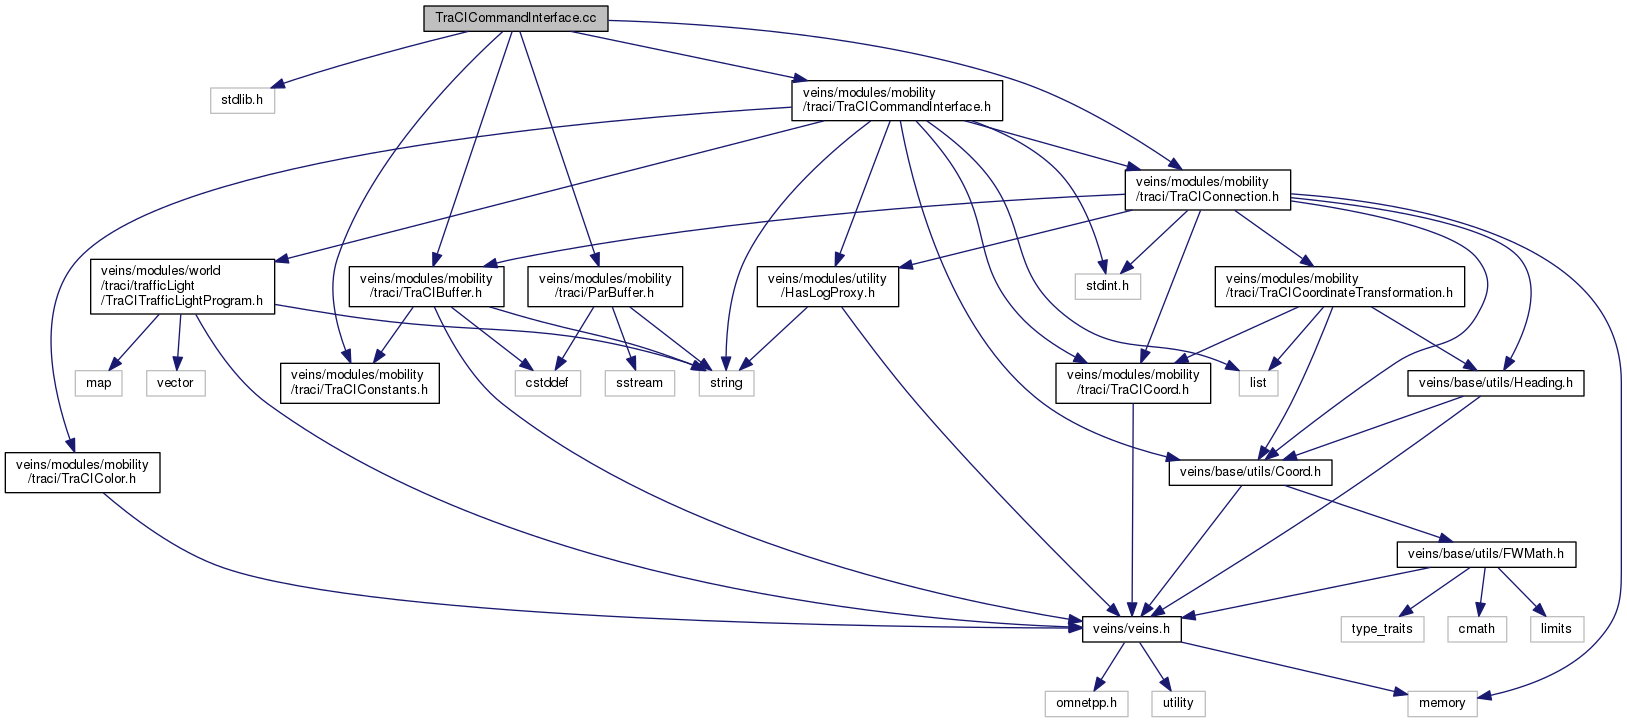 TraCICommandInterface.cc
stdlib.h
veins/modules/mobility
/traci/TraCICommandInterface.h
veins/modules/mobility
/traci/TraCIConnection.h
veins/modules/world
/traci/trafficLight
/TraCITrafficLightProgram.h
veins/modules/mobility
/traci/TraCIBuffer.h
veins/modules/mobility
/traci/ParBuffer.h
veins/modules/utility
/HasLogProxy.h
stdint.h
veins/modules/mobility
/traci/TraCICoordinateTransformation.h
map
vector
veins/modules/mobility
/traci/TraCIConstants.h
cstddef
sstream
string
veins/modules/mobility
/traci/TraCICoord.h
list
veins/base/utils/Heading.h
veins/modules/mobility
/traci/TraCIColor.h
veins/base/utils/Coord.h
veins/base/utils/FWMath.h
veins/veins.h
type_traits
cmath
limits
omnetpp.h
utility
memory